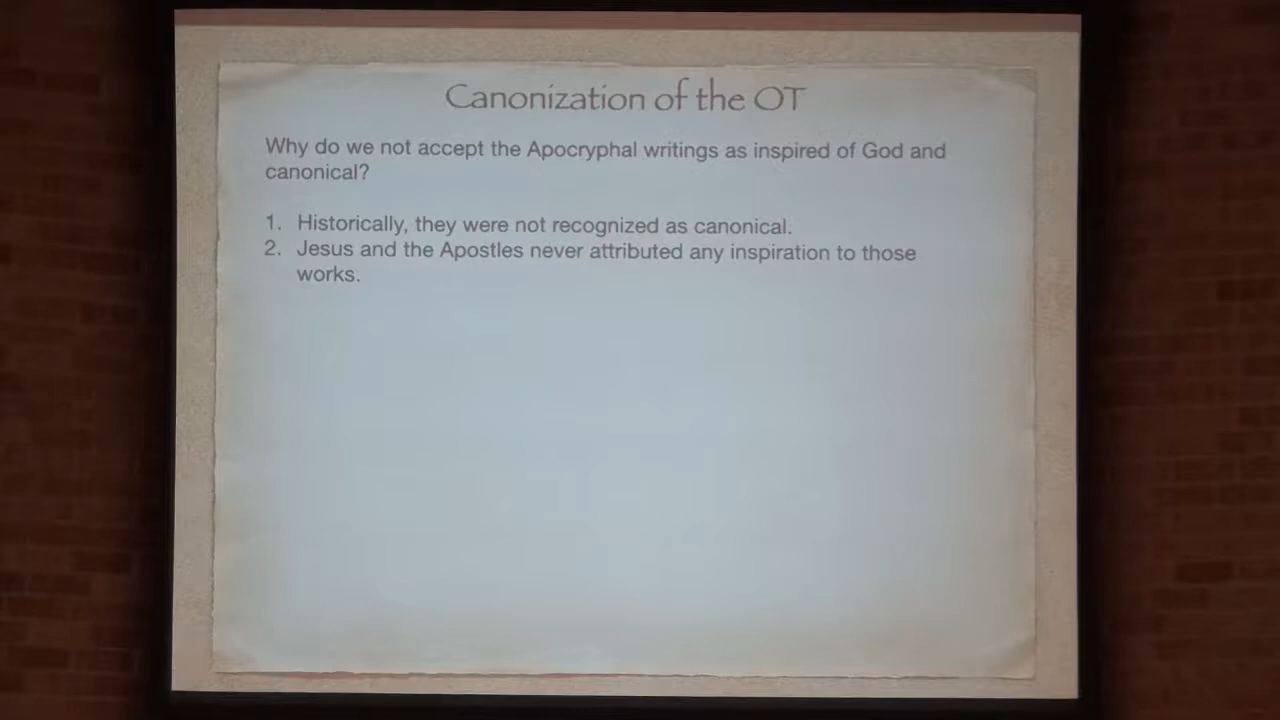 Canonization of the OT
Why do we not accept the Apocryphal writings as inspired of God and
canonical?
1. Historically, they were not recognized as canonical.
2. Jesus and the Apostles never attributed any inspiration to those
works.